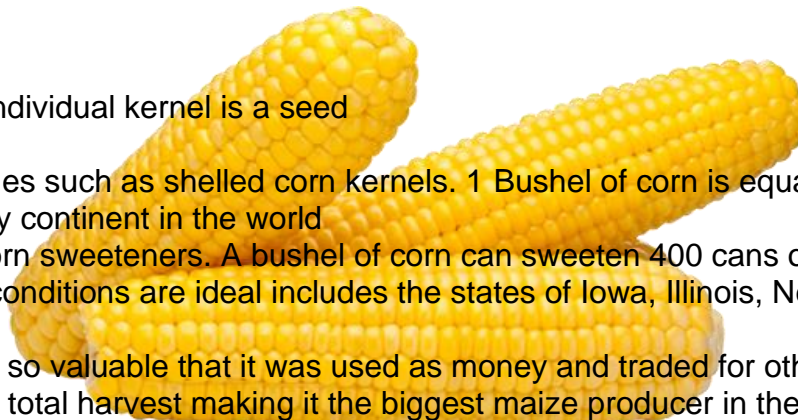 ndividual kernel is a seed
es such as shelled corn kernels. 1 Bushel of corn is equa
y continent in the world
rn sweeteners. A bushel of corn can sweeten 400 cans o
conditions are ideal includes the states of Iowa, Illinois, Ne
so valuable that it was used as money and traded for oth
total harvest making it the biggest maize producer in the